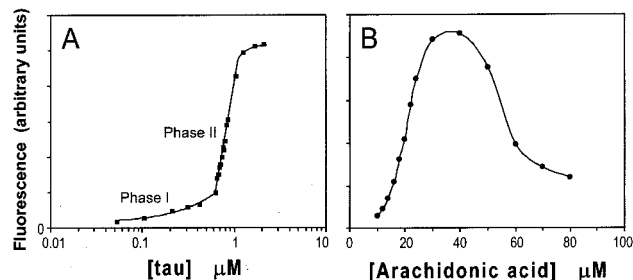 A
B
Fluorescence (arbitrary units)
Phase II
Phase I
0
0.01 0.1 1 10
0 20 40 60 80 100
[tau] μM
[Arachidonic acid] μM